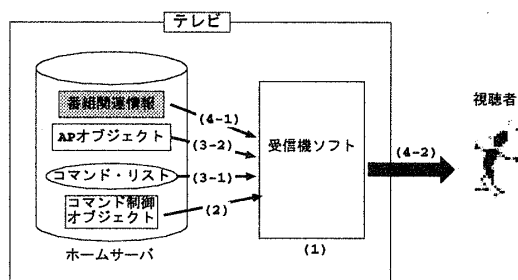 テレビ
番組関連情報
(4-1)
APオブジェクト
(3-2)
コマンド・リスト
(3-1)
コマンド制御
オブジェクト
(2)
ホームサーバ
受信機ソフト
(1)
(4-2)
視聴者